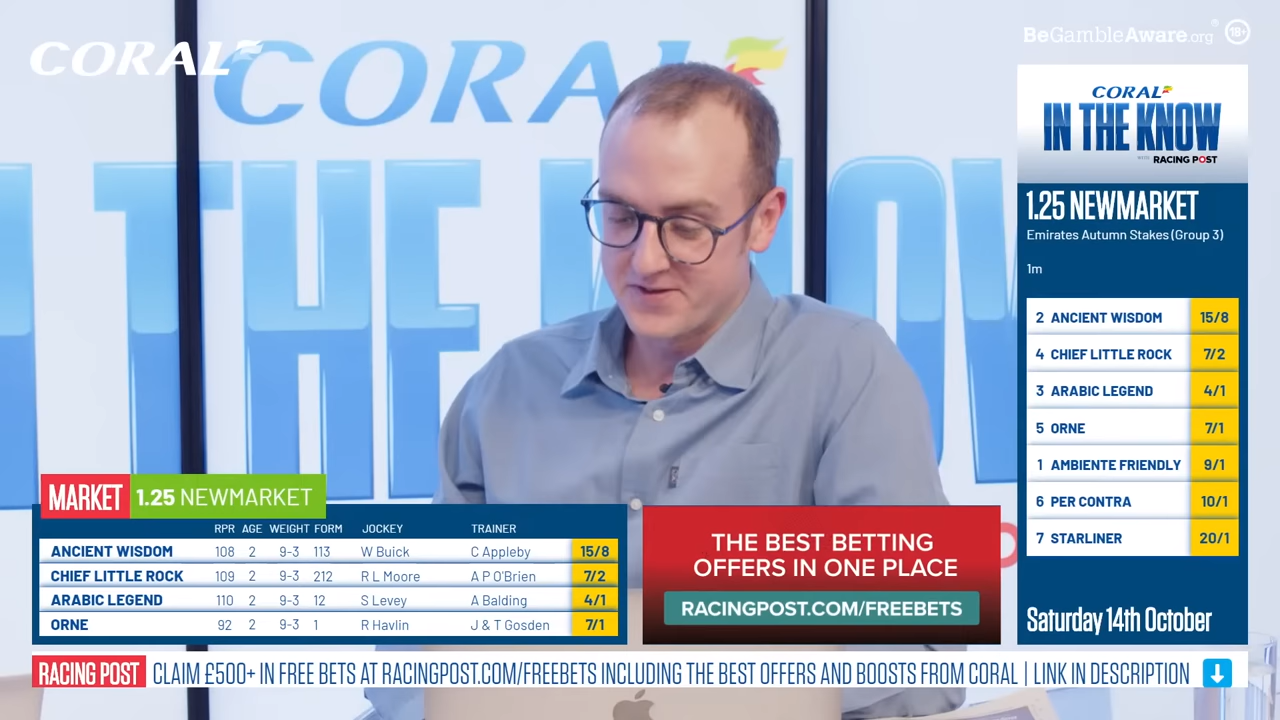 CORAL
BeGambleAware.org® 18+
CORAL
THE KNOW
CORAL
IN THE KNOW
WITH RACING POST
1.25 NEWMARKET
Emirates Autumn Stakes (Group 3)
1m
2 ANCIENT WISDOM 15/8
4 CHIEF LITTLE ROCK 7/2
3 ARABIC LEGEND 4/1
5 ORNE 7/1
1 AMBIENTE FRIENDLY 9/1
6 PER CONTRA 10/1
7 STARLINER 20/1
Saturday 14th October
MARKET 1.25 NEWMARKET
RPR AGE WEIGHT FORM JOCKEY TRAINER
ANCIENT WISDOM 108 2 9-3 113 W Buick C Appleby 15/8
CHIEF LITTLE ROCK 109 2 9-3 212 R L Moore A P O'Brien 7/2
ARABIC LEGEND 110 2 9-3 12 S Levey A Balding 4/1
ORNE 92 2 9-3 1 R Havlin J & T Gosden 7/1
THE BEST BETTING
OFFERS IN ONE PLACE
RACINGPOST.COM/FREEBETS
RACING POST CLAIM £500+ IN FREE BETS AT RACINGPOST.COM/FREEBETS INCLUDING THE BEST OFFERS AND BOOSTS FROM CORAL | LINK IN DESCRIPTION